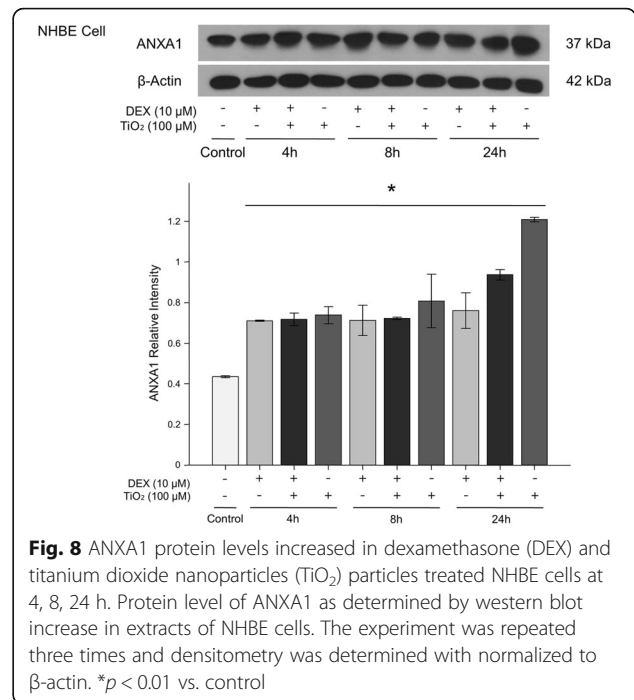 NHBE Cell
ANXA1 37 kDa
β-Actin 42 kDa
DEX (10 μM) - + + - + + - + + -
TiO₂ (100 μM) - - + + - + + - + +
Control 4h 8h 24h
*
ANXA1 Relative Intensity
1.2
1
0.8
0.6
0.4
0.2
0
DEX (10 μM) - + + - + + - + + -
TiO₂ (100 μM) - - + + - + + - + +
Control 4h 8h 24h
Fig. 8 ANXA1 protein levels increased in dexamethasone (DEX) and
titanium dioxide nanoparticles (TiO₂) particles treated NHBE cells at
4, 8, 24 h. Protein level of ANXA1 as determined by western blot
increase in extracts of NHBE cells. The experiment was repeated
three times and densitometry was determined with normalized to
β-actin. *p < 0.01 vs. control